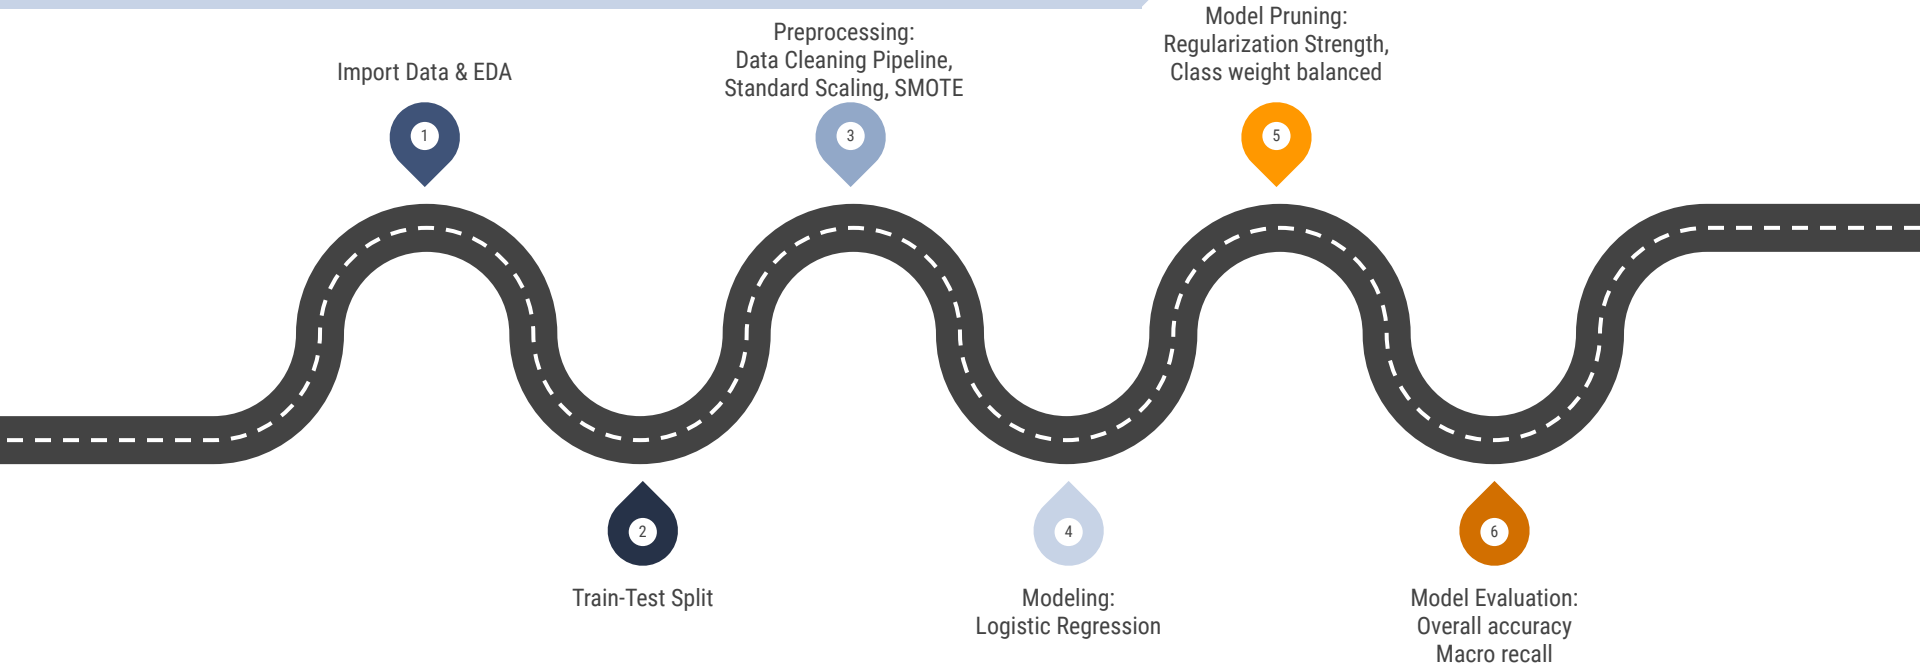 Import Data & EDA
1
2
Train-Test Split
Preprocessing:
Data Cleaning Pipeline,
Standard Scaling, SMOTE
3
4
Modeling:
Logistic Regression
Model Pruning:
Regularization Strength,
Class weight balanced
5
6
Model Evaluation:
Overall accuracy
Macro recall